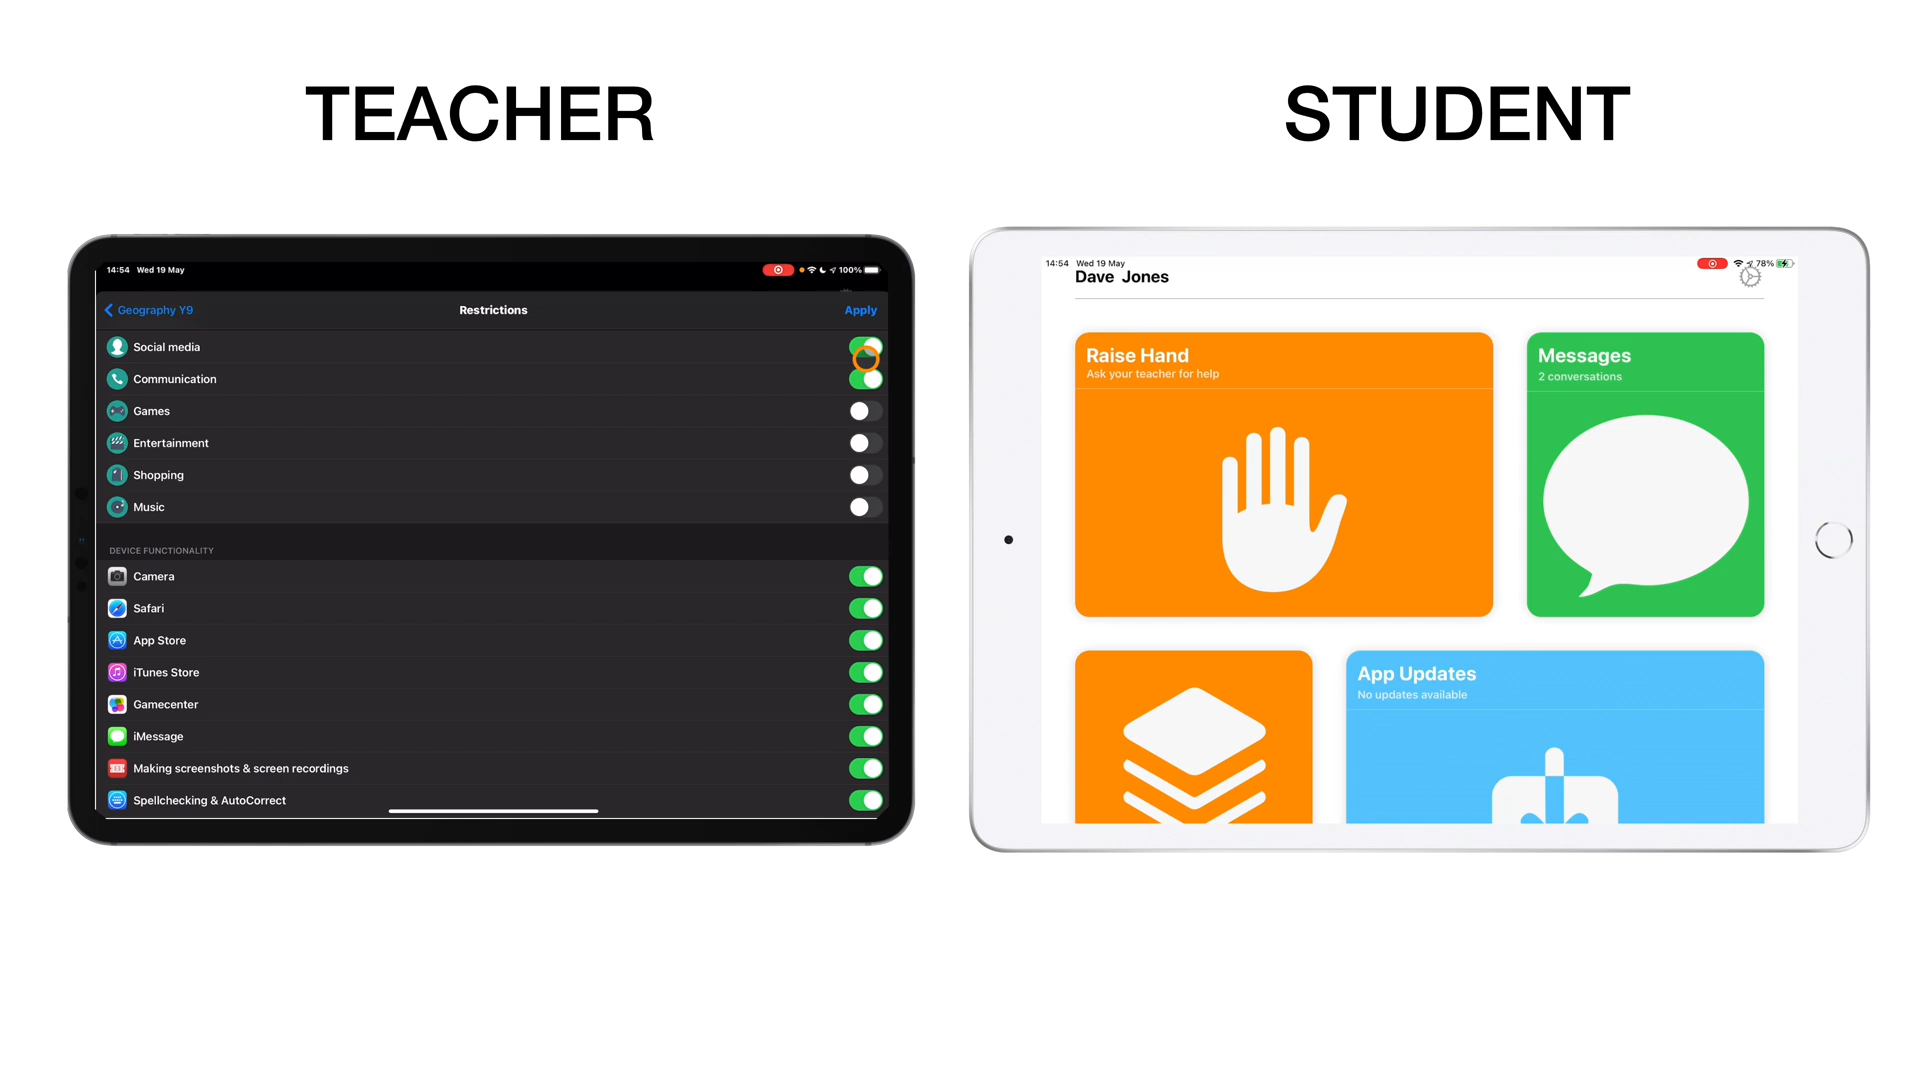 TEACHER
STUDENT
14:54 Wed 19 May
100%
Geography Y9
Restrictions
Apply
Social media
Communication
Games
Entertainment
Shopping
Music
DEVICE FUNCTIONALITY
Camera
Safari
App Store
iTunes Store
Gamecenter
iMessage
Making screenshots & screen recordings
Spellchecking & AutoCorrect
14:54 Wed 19 May
78%
Dave Jones
Raise Hand
Ask your teacher for help
Messages
2 conversations
App Updates
No updates available